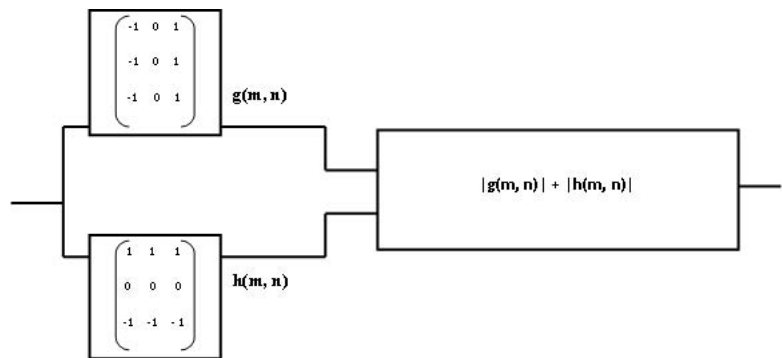 -1 0 1
-1 0 1
-1 0 1
g(m, n)
|g(m, n)| + |h(m, n)|
1 1 1
0 0 0
-1 -1 -1
h(m, n)